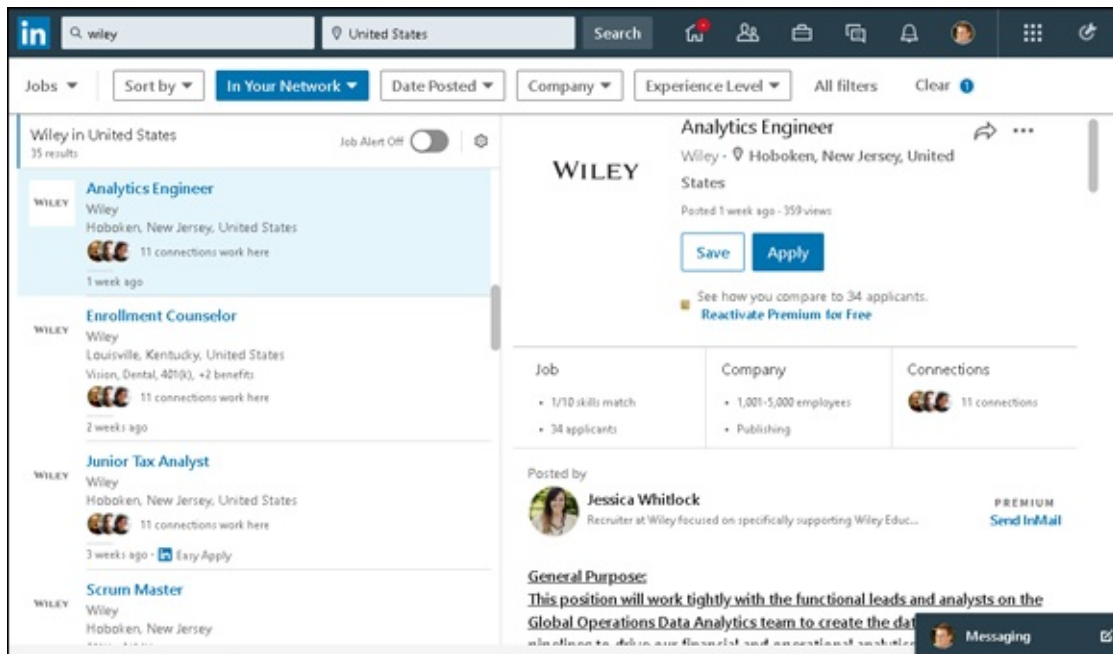 in
wiley
United States
Search
Jobs
Sort by
In Your Network
Date Posted
Company
Experience Level
All filters
Clear 1
Wiley in United States
35 results
Job Alert Off
WILEY
Analytics Engineer
Wiley
Hoboken, New Jersey, United States
11 connections work here
1 week ago
WILEY
Enrollment Counselor
Wiley
Louisville, Kentucky, United States
Vision, Dental, 401(k), +2 benefits
11 connections work here
2 weeks ago
WILEY
Junior Tax Analyst
Wiley
Hoboken, New Jersey, United States
11 connections work here
3 weeks ago · in Easy Apply
WILEY
Scrum Master
Wiley
Hoboken, New Jersey
WILEY
Analytics Engineer
Wiley · Hoboken, New Jersey, United
States
Posted 1 week ago · 359 views
Save
Apply
See how you compare to 34 applicants.
Reactivate Premium for Free
Job
• 1/10 skills match
• 34 applicants
Company
• 1,001-5,000 employees
• Publishing
Connections
11 connections
Posted by
Jessica Whitlock
Recruiter at Wiley focused on specifically supporting Wiley Educ...
PREMIUM
Send InMail
General Purpose:
This position will work tightly with the functional leads and analysts on the
Global Operations Data Analytics team to create the dat
pipelines to drive our financial and operational analytics
Messaging